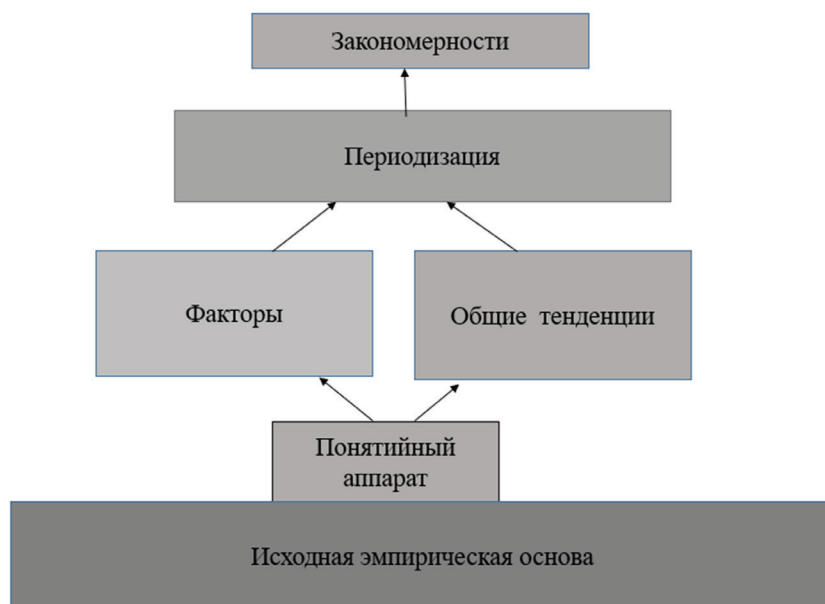 Закономерности
Периодизация
Факторы
Общие тенденции
Понятийный
аппарат
Исходная эмпирическая основа